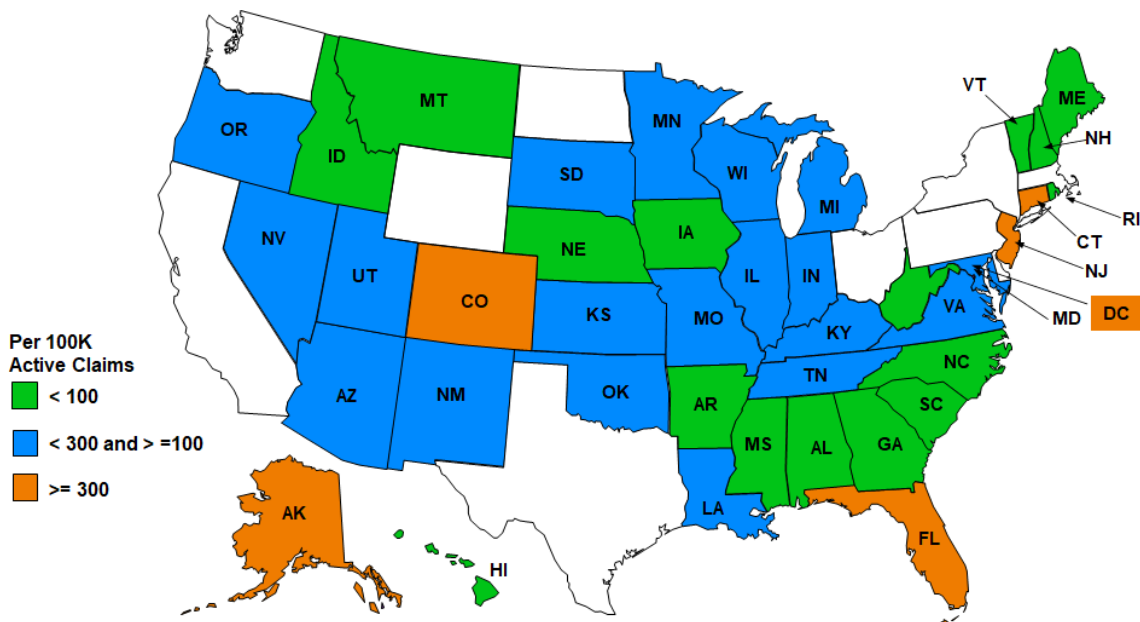 VT
ME
MT
MN
NH
OR
ID
SD
WI
MI
RI
CT
NV
NE
IA
NJ
UT
CO
IL
IN
KS
MO
VA
MD
DC
KY
Per 100K
Active Claims
< 100
< 300 and > =100
>= 300
NC
TN
AZ
NM
OK
AR
SC
MS
AL
GA
LA
AK
FL
HI